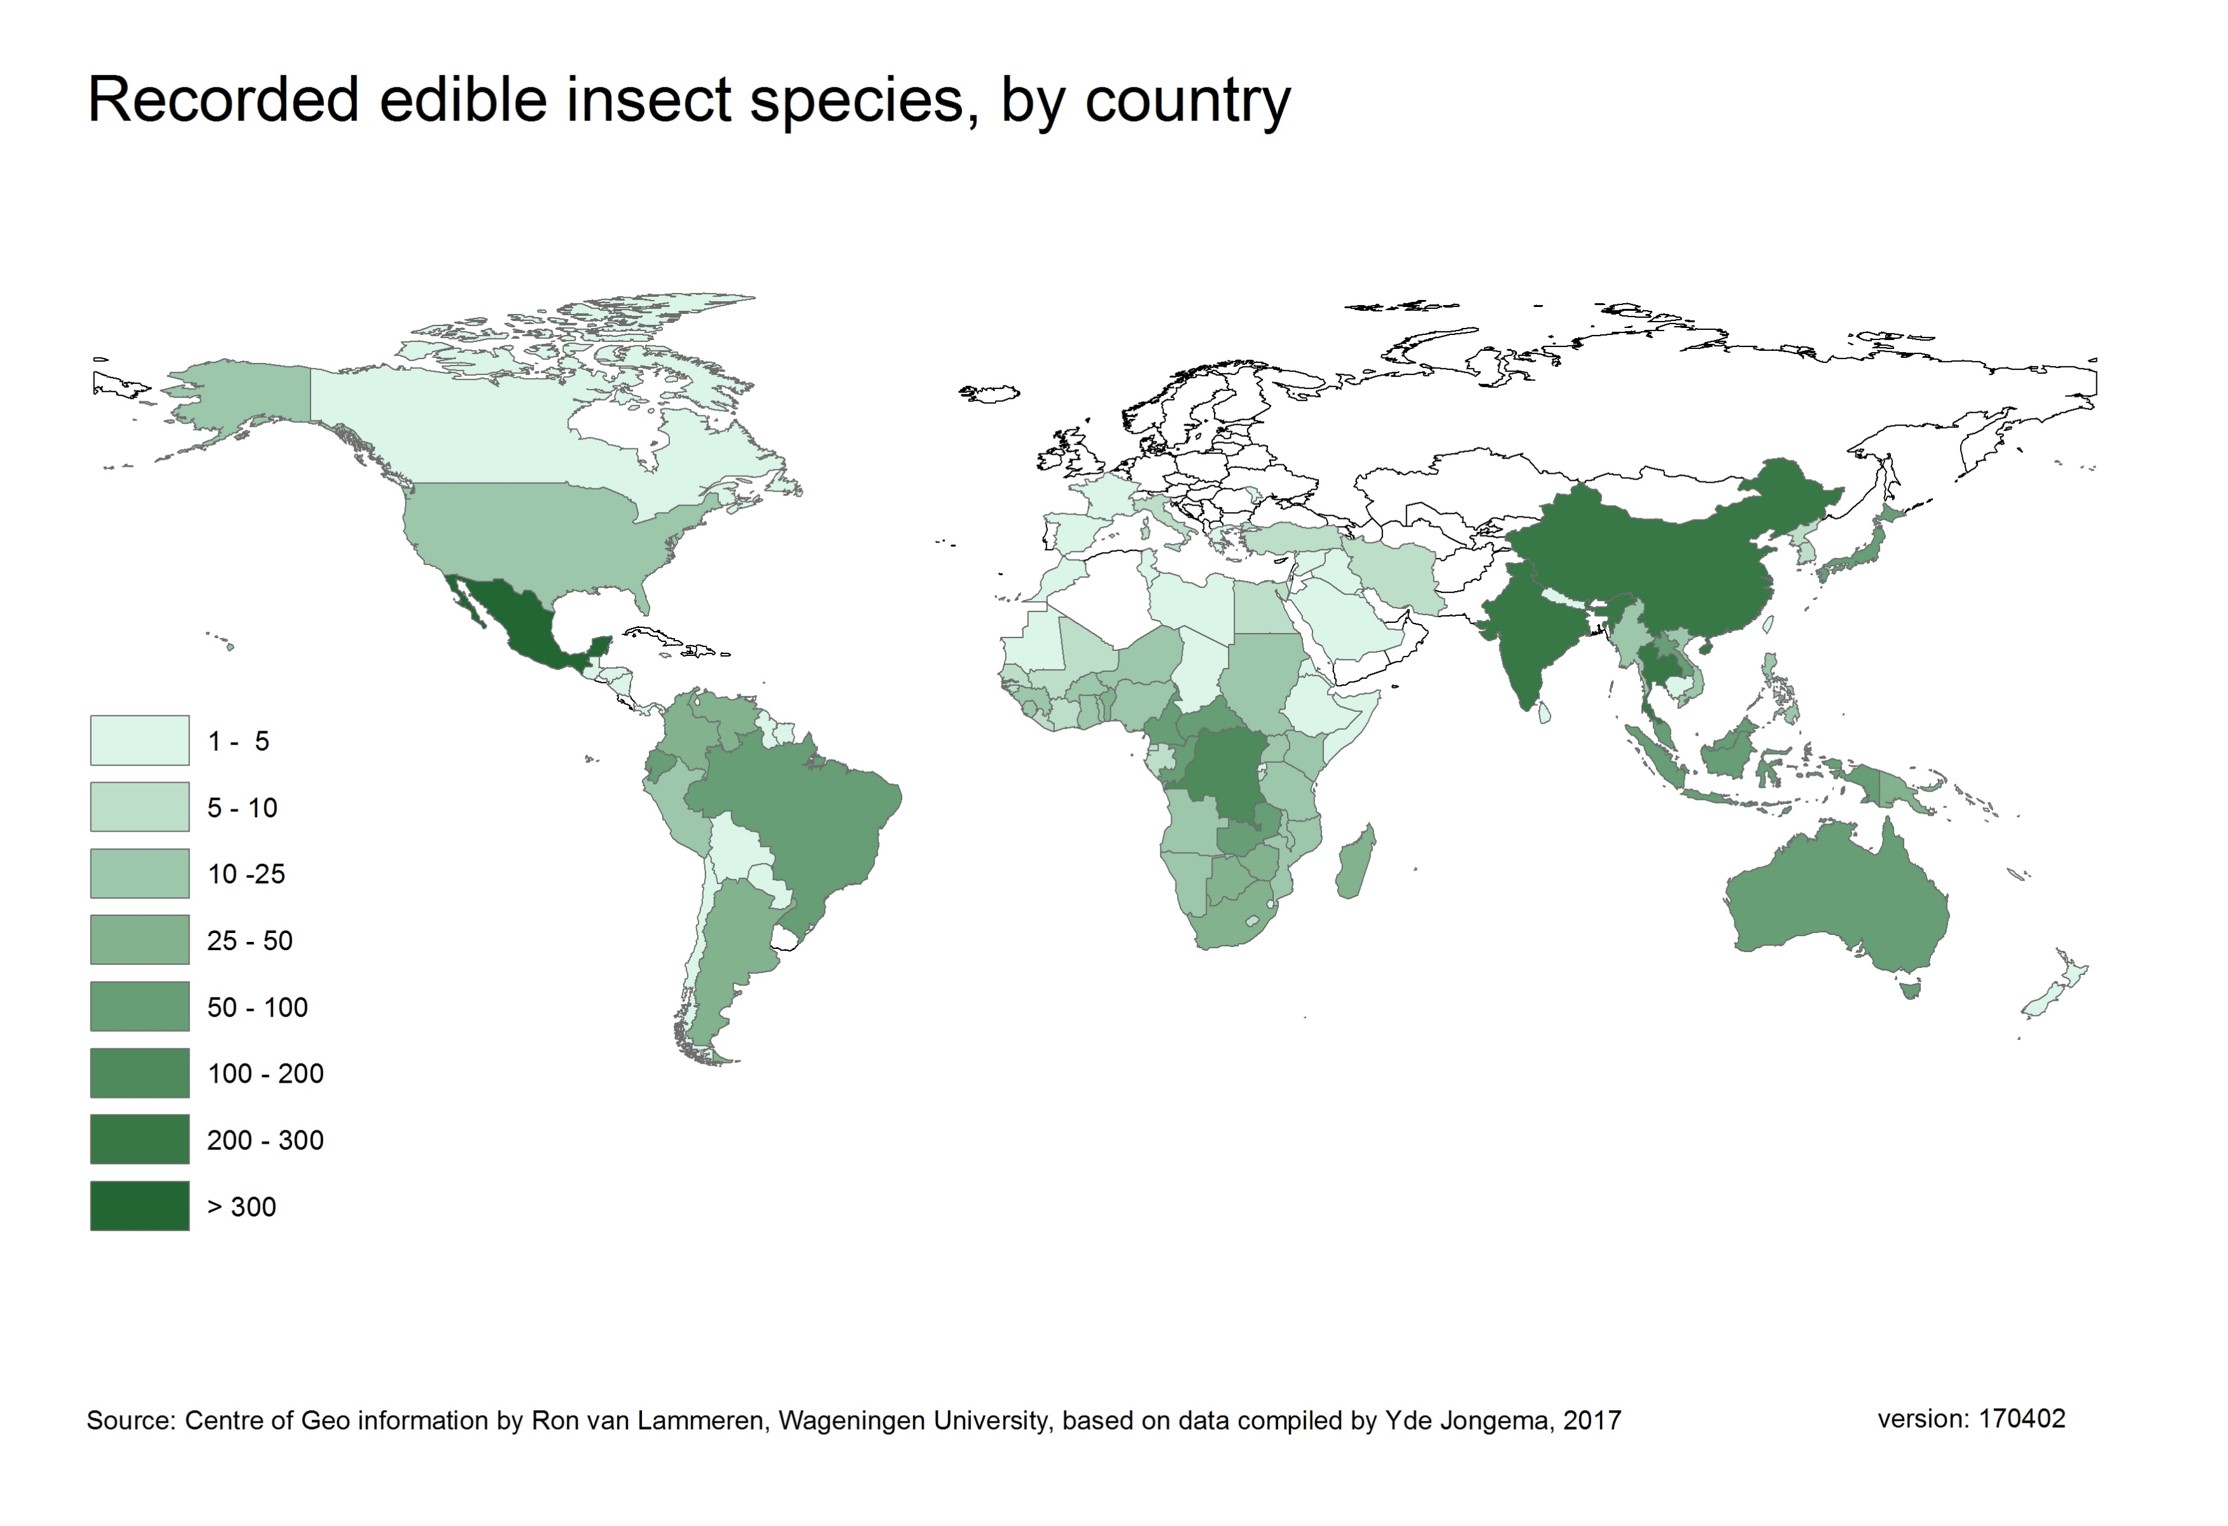 Recorded edible insect species, by country
1 - 5
5 - 10
10 -25
25 - 50
50 - 100
100 - 200
200 - 300
> 300
Source: Centre of Geo information by Ron van Lammeren, Wageningen University, based on data compiled by Yde Jongema, 2017
version: 170402